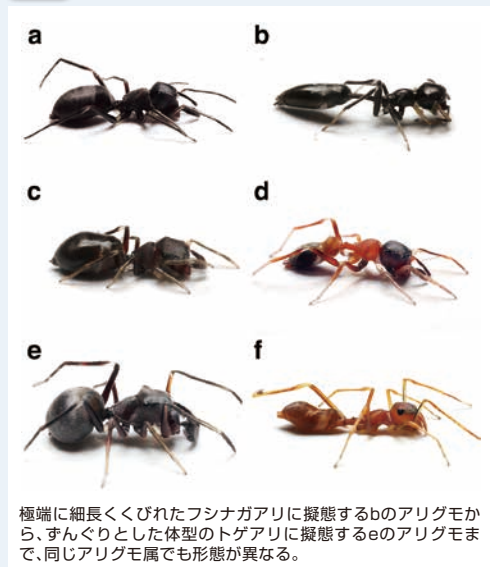 a
b
c
d
e
f
極端に細長くくびれたフシナガアリに擬態するbのアリグモか
ら、ずんぐりとした体型のトゲアリに擬態するeのアリグモま
で、同じアリグモ属でも形態が異なる。